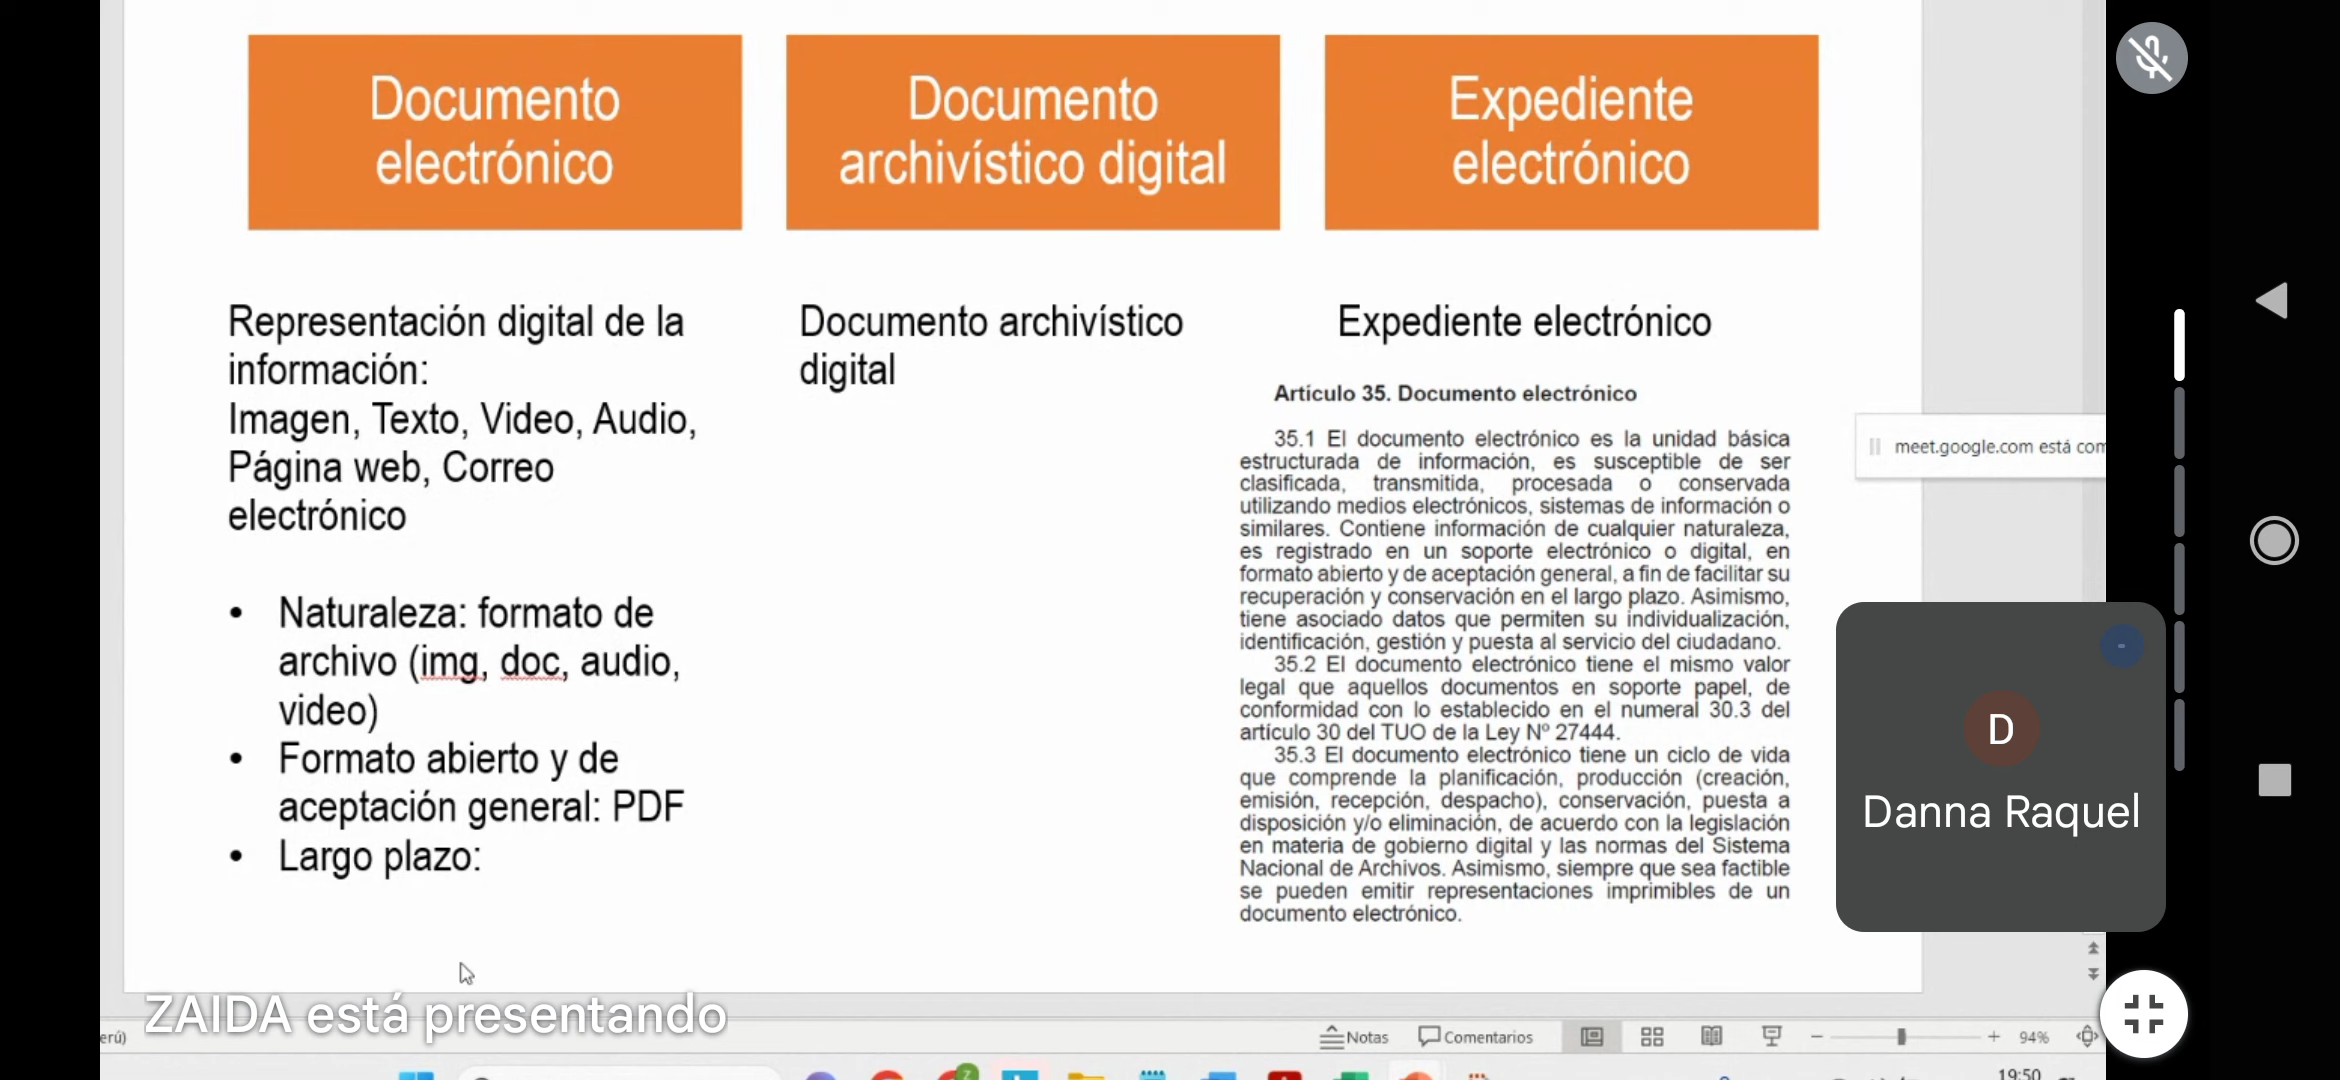 Documento
electrónico
Documento
archivístico digital
Expediente
electrónico
Representación digital de la
información:
Imagen, Texto, Video, Audio,
Página web, Correo
electrónico
• Naturaleza: formato de
archivo (img, doc, audio,
video)
• Formato abierto y de
aceptación general: PDF
• Largo plazo:
Documento archivístico
digital
Expediente electrónico
Artículo 35. Documento electrónico
35.1 El documento electrónico es la unidad básica
estructurada de información, es susceptible de ser
clasificada, transmitida, procesada o conservada
utilizando medios electrónicos, sistemas de información o
similares. Contiene información de cualquier naturaleza,
es registrado en un soporte electrónico o digital, en
formato abierto y de aceptación general, a fin de facilitar su
recuperación y conservación en el largo plazo. Asimismo,
tiene asociado datos que permiten su individualización,
identificación, gestión y puesta al servicio del ciudadano.
35.2 El documento electrónico tiene el mismo valor
legal que aquellos documentos en soporte papel, de
conformidad con lo establecido en el numeral 30.3 del
artículo 30 del TUO de la Ley Nº 27444.
35.3 El documento electrónico tiene un ciclo de vida
que comprende la planificación, producción (creación,
emisión, recepción, despacho), conservación, puesta a
disposición y/o eliminación, de acuerdo con la legislación
en materia de gobierno digital y las normas del Sistema
Nacional de Archivos. Asimismo, siempre que sea factible
se pueden emitir representaciones imprimibles de un
documento electrónico.
meet.google.com está com
D
Danna Raquel
ZAIDA está presentando
erú)
Notas
Comentarios
94%
Z
19:50